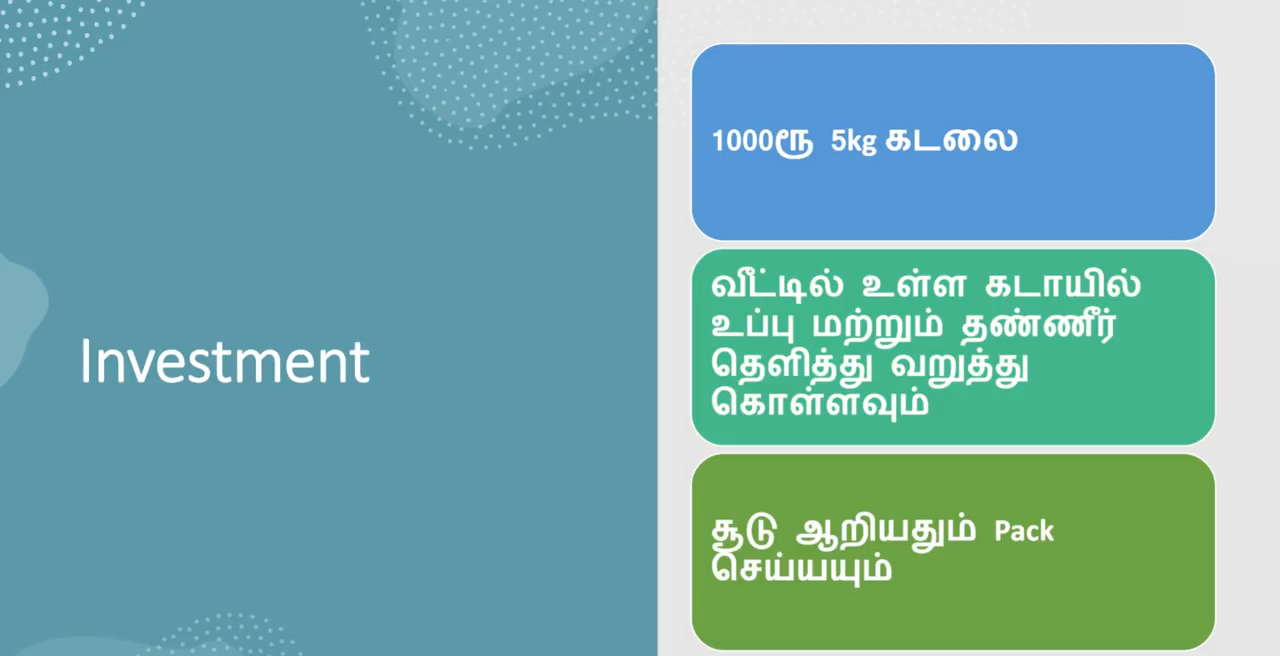 Investment
1000ரூ 5kg கடலை
வீட்டில் உள்ள கடாயில்
உப்பு மற்றும் தண்ணீர்
தெளித்து வறுத்து
கொள்ளவும்
சூடு ஆறியதும் Pack
செய்யயும்